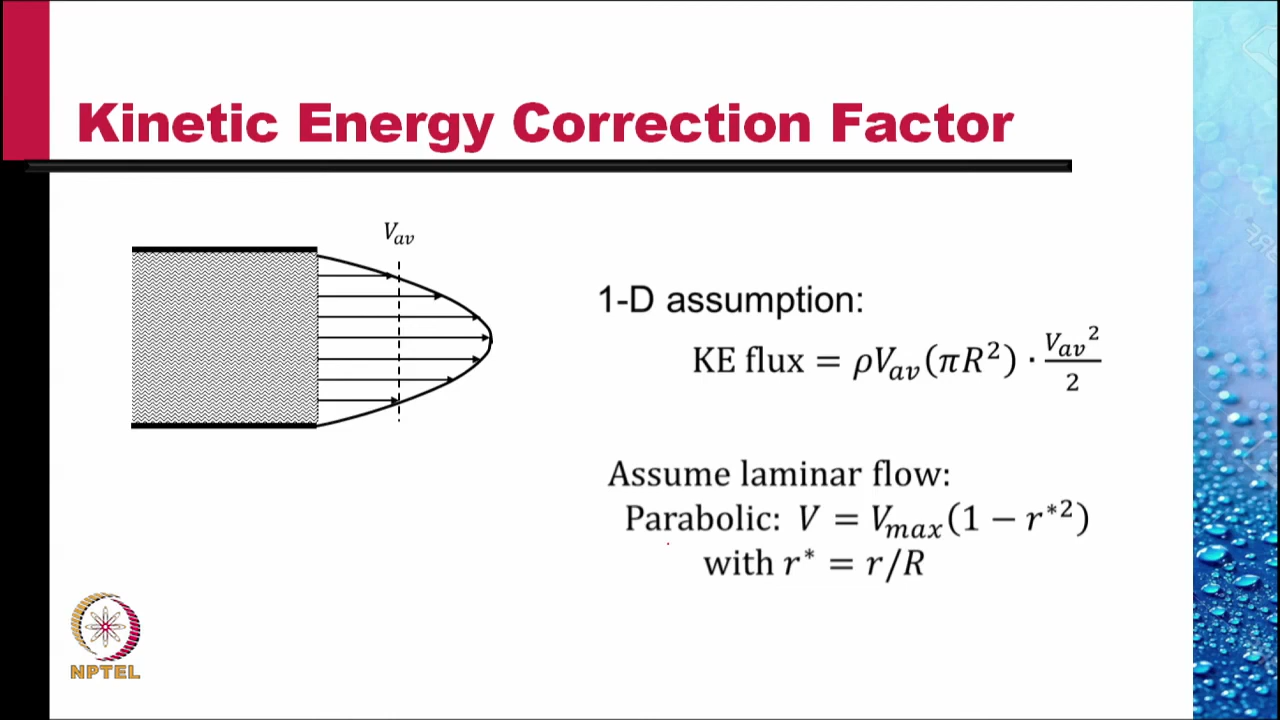 Kinetic Energy Correction Factor
V_av
1-D assumption:
KE flux = ρV_av(πR²) · V_av²/2
Assume laminar flow:
Parabolic: V = V_max(1 − r*²)
with r* = r/R
NPTEL